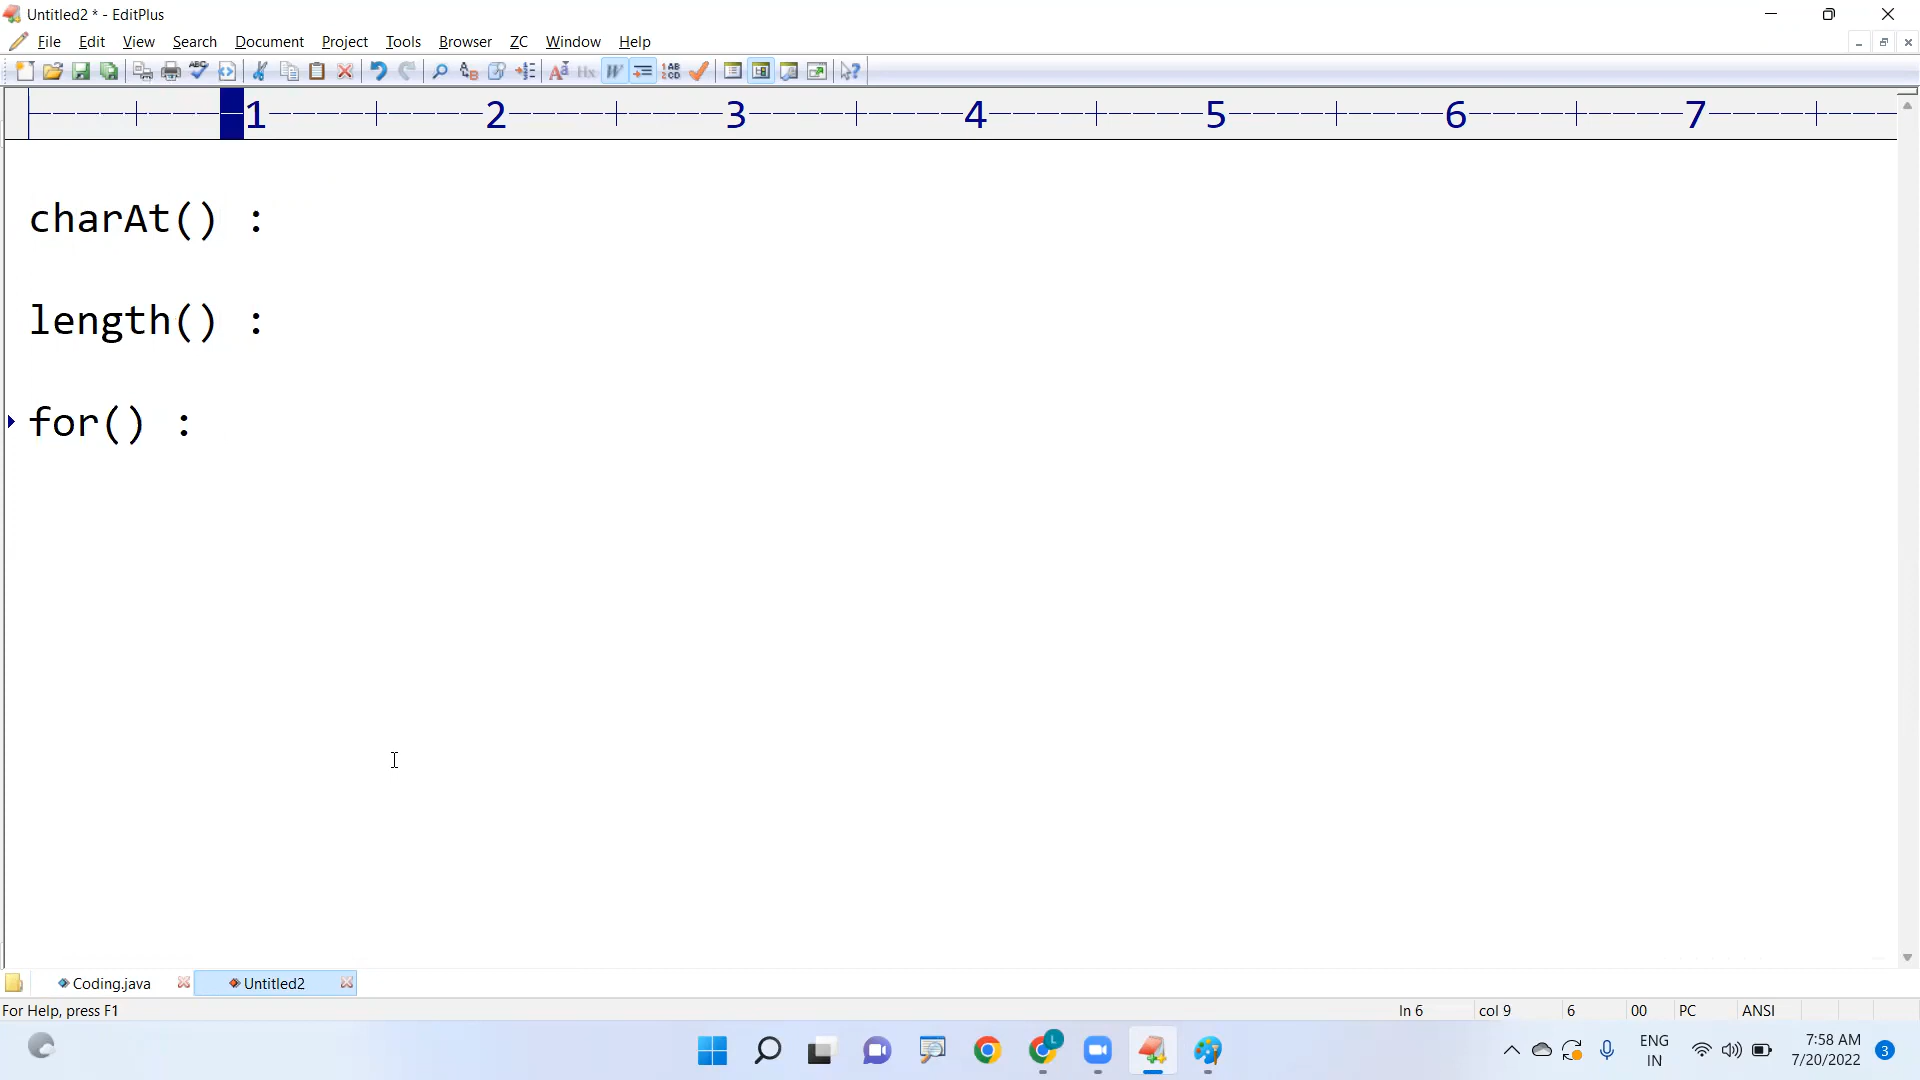 Untitled2 * - EditPlus
File Edit View Search Document Project Tools Browser ZC Window Help
----+----1----+----2----+----3----+----4----+----5----+----6----+----7----+---
charAt() :
length() :
for() :
Coding.java Untitled2
For Help, press F1 ln 6 col 9 6 00 PC ANSI
L
ENG
IN
7:58 AM
7/20/2022
3